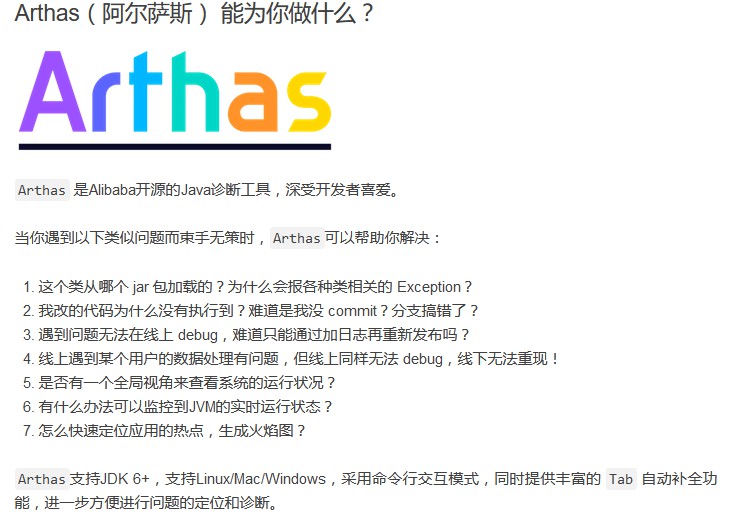 Arthas（阿尔萨斯） 能为你做什么？
Arthas
Arthas 是Alibaba开源的Java诊断工具，深受开发者喜爱。
当你遇到以下类似问题而束手无策时，Arthas可以帮助你解决：
1. 这个类从哪个 jar 包加载的？为什么会报各种类相关的 Exception？
2. 我改的代码为什么没有执行到？难道是我没 commit？分支搞错了？
3. 遇到问题无法在线上 debug，难道只能通过加日志再重新发布吗？
4. 线上遇到某个用户的数据处理有问题，但线上同样无法 debug，线下无法重现！
5. 是否有一个全局视角来查看系统的运行状况？
6. 有什么办法可以监控到JVM的实时运行状态？
7. 怎么快速定位应用的热点，生成火焰图？
Arthas支持JDK 6+，支持Linux/Mac/Windows，采用命令行交互模式，同时提供丰富的 Tab 自动补全功
能，进一步方便进行问题的定位和诊断。